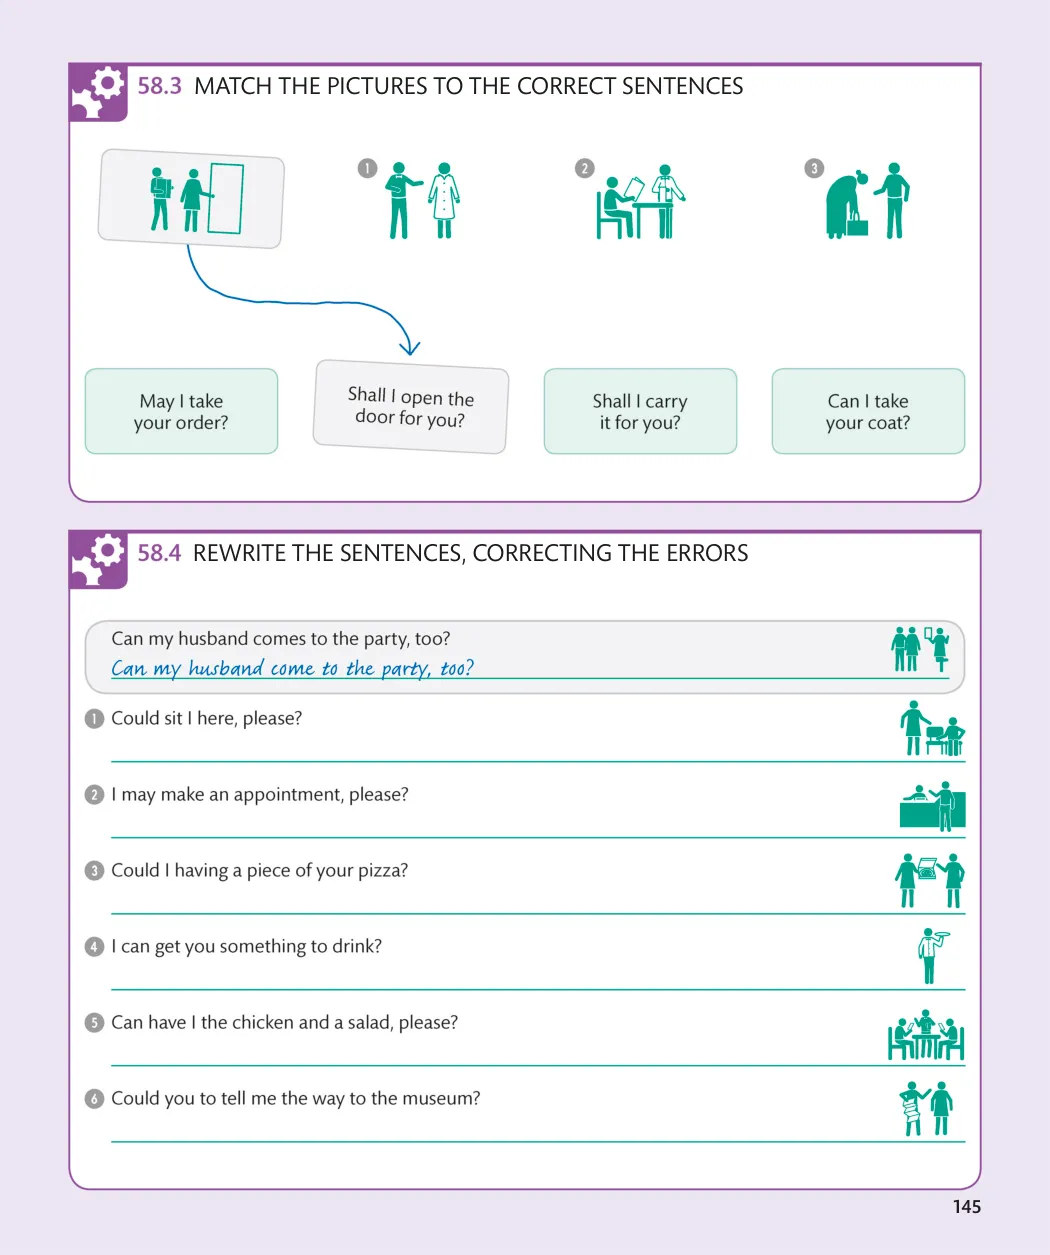 58.3 MATCH THE PICTURES TO THE CORRECT SENTENCES
1
2
3
May I take
your order?
Shall I open the
door for you?
Shall I carry
it for you?
Can I take
your coat?
58.4 REWRITE THE SENTENCES, CORRECTING THE ERRORS
Can my husband comes to the party, too?
Can my husband come to the party, too?
1 Could sit I here, please?
2 I may make an appointment, please?
3 Could I having a piece of your pizza?
4 I can get you something to drink?
5 Can have I the chicken and a salad, please?
6 Could you to tell me the way to the museum?
145